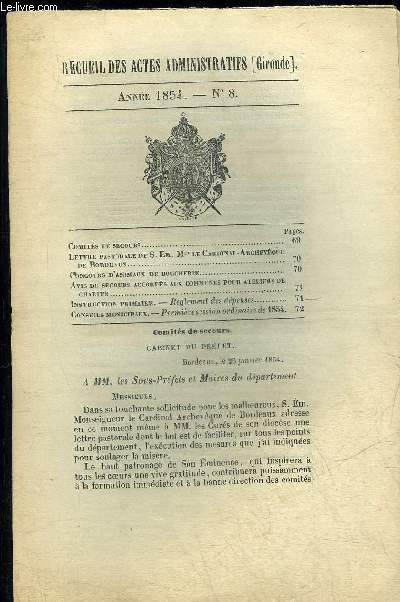 RECUEIL DES ACTES ADMINISTRATIFS [Gironde].
ANNÉE 1854. — N° 8.
Pages.
COMITÉS DE SECOURS 69
LETTRE PASTORALE DE S. EM. Mgr LE CARDINAL-ARCHEVÊQUE
DE BORDEAUX 70
CONCOURS D'ANIMAUX DE BOUCHERIE 70
AVIS DE SECOURS ACCORDÉS AUX COMMUNES POUR ATELIERS DE
CHARITÉ 71
INSTRUCTION PRIMAIRE. — Règlement des dépenses 71
CONSEILS MUNICIPAUX. — Première session ordinaire de 1854. 72
Comités de secours.
CABINET DU PRÉFET.
Bordeaux, le 25 janvier 1854.
A MM. les Sous-Préfets et Maires du département.
MESSIEURS,
Dans sa touchante sollicitude pour les malheureux, S. Em.
Monseigneur le Cardinal Archevêque de Bordeaux adresse
en ce moment même à MM. les Curés de son diocèse une
lettre pastorale dont le but est de faciliter, sur tous les points
du département, l'exécution des mesures que j'ai indiquées
pour soulager la misère.
Le haut patronage de Son Eminence, qui inspirera à
tous les cœurs une vive gratitude, contribuera puissamment
à la formation immédiate et à la bonne direction des comités